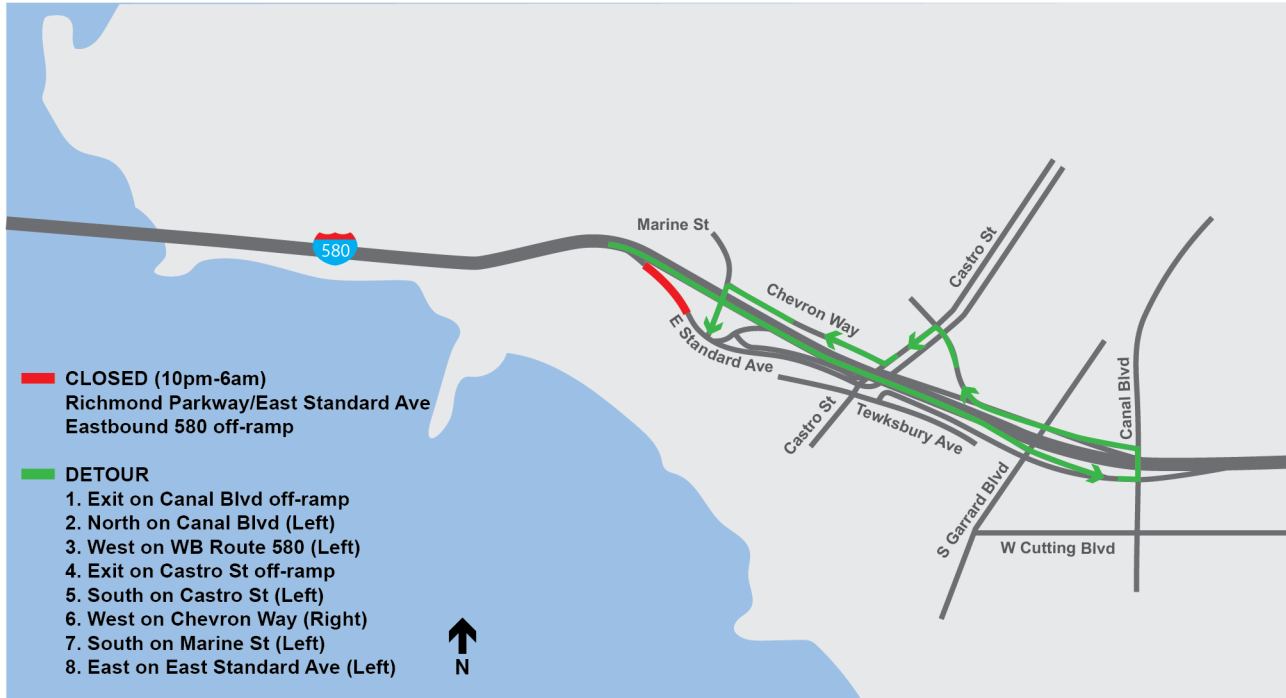 Marine St
Castro St
580
Chevron Way
E Standard Ave
Canal Blvd
CLOSED (10pm-6am)
Richmond Parkway/East Standard Ave
Eastbound 580 off-ramp
Castro St
Tewksbury Ave
DETOUR
1. Exit on Canal Blvd off-ramp
2. North on Canal Blvd (Left)
3. West on WB Route 580 (Left)
4. Exit on Castro St off-ramp
5. South on Castro St (Left)
6. West on Chevron Way (Right)
7. South on Marine St (Left)
8. East on East Standard Ave (Left)
N
S Garrard Blvd
W Cutting Blvd